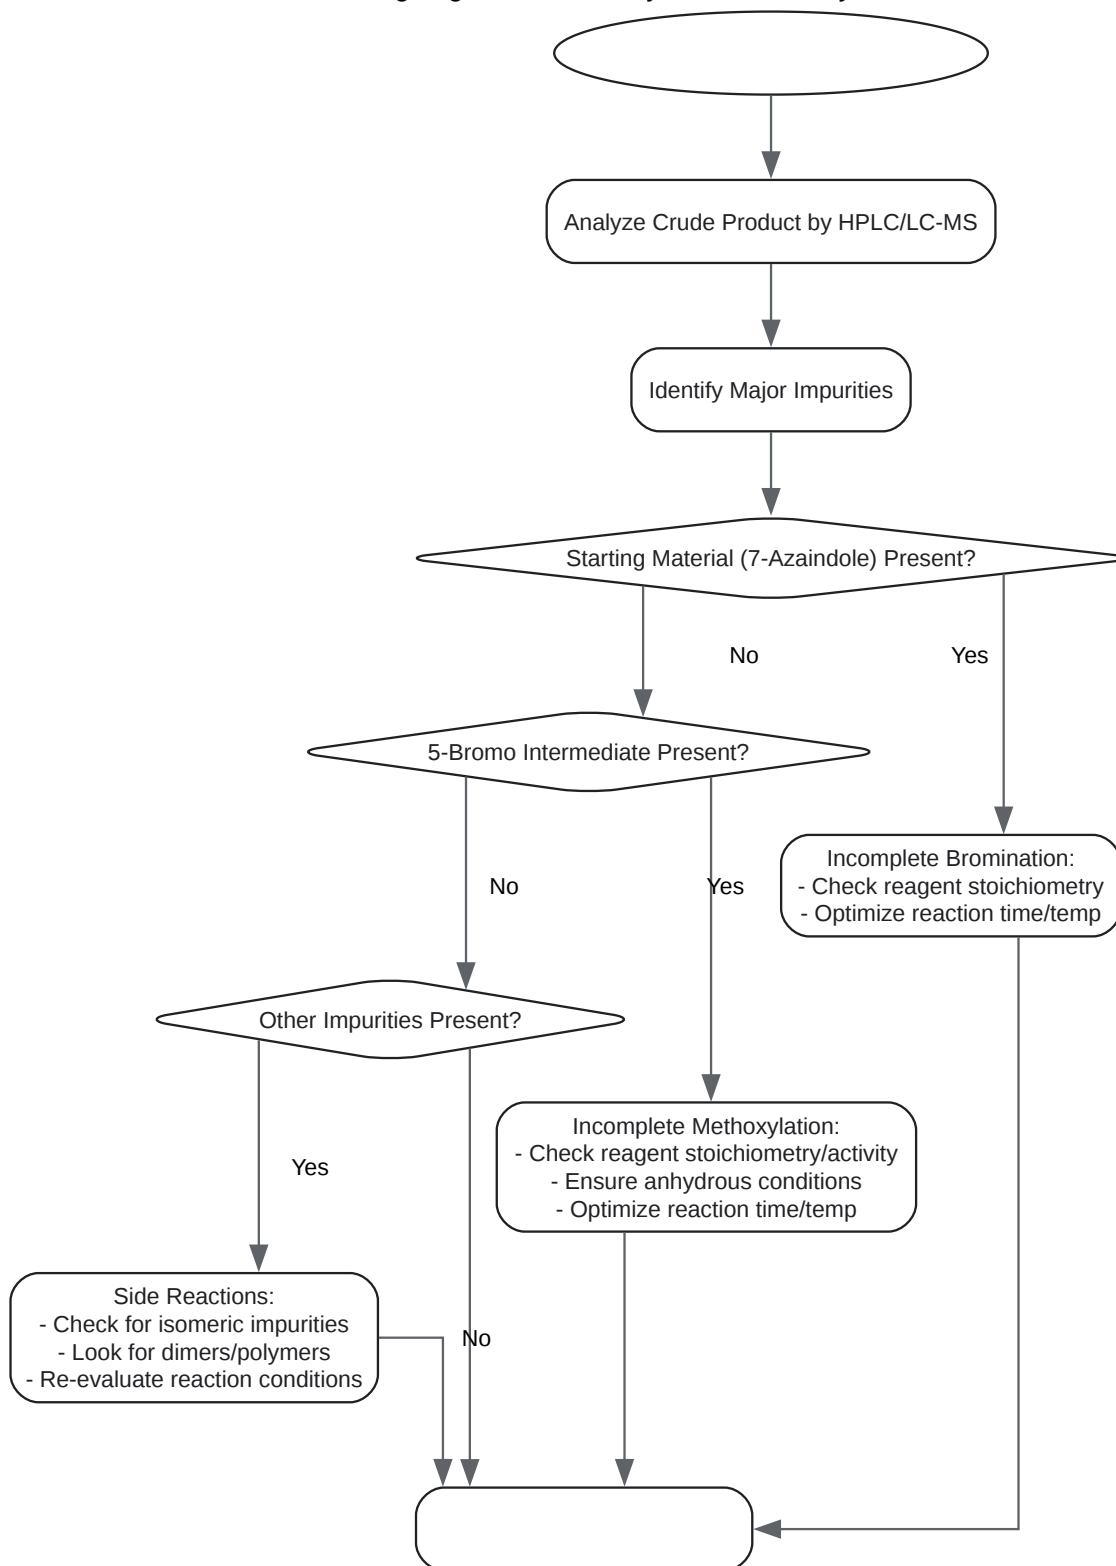 Analyze Crude Product by HPLC/LC-MS
Identify Major Impurities
Starting Material (7-Azaindole) Present?
No
Yes
5-Bromo Intermediate Present?
Incomplete Bromination:
- Check reagent stoichiometry
- Optimize reaction time/temp
No
Yes
Other Impurities Present?
Incomplete Methoxylation:
- Check reagent stoichiometry/activity
- Ensure anhydrous conditions
- Optimize reaction time/temp
Yes
Side Reactions:
- Check for isomeric impurities
- Look for dimers/polymers
- Re-evaluate reaction conditions
No